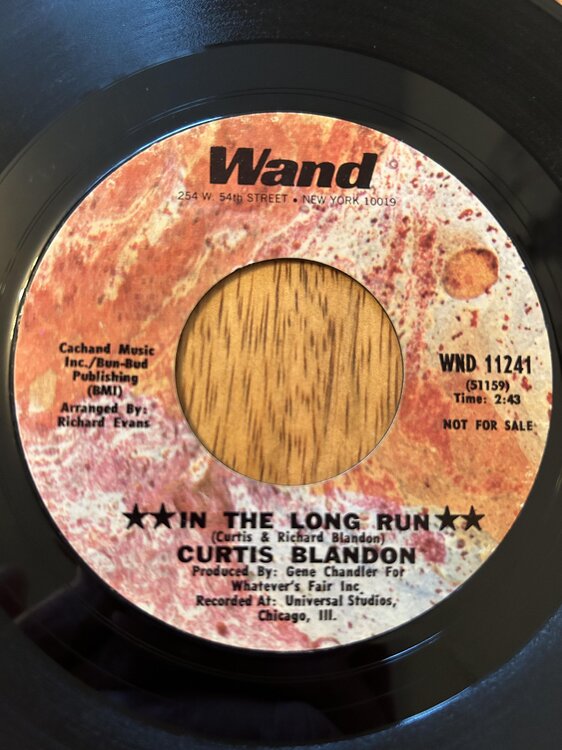 Wand
254 W. 54th STREET • NEW YORK 10019
Cachand Music
Inc./Bun-Bud
Publishing
(BMI)
Arranged By:
Richard Evans
WND 11241
(51159)
Time: 2:43
NOT FOR SALE
★★IN THE LONG RUN★★
(Curtis & Richard Blandon)
CURTIS BLANDON
Produced By: Gene Chandler For
Whatever's Fair Inc.
Recorded At: Universal Studios,
Chicago, Ill.